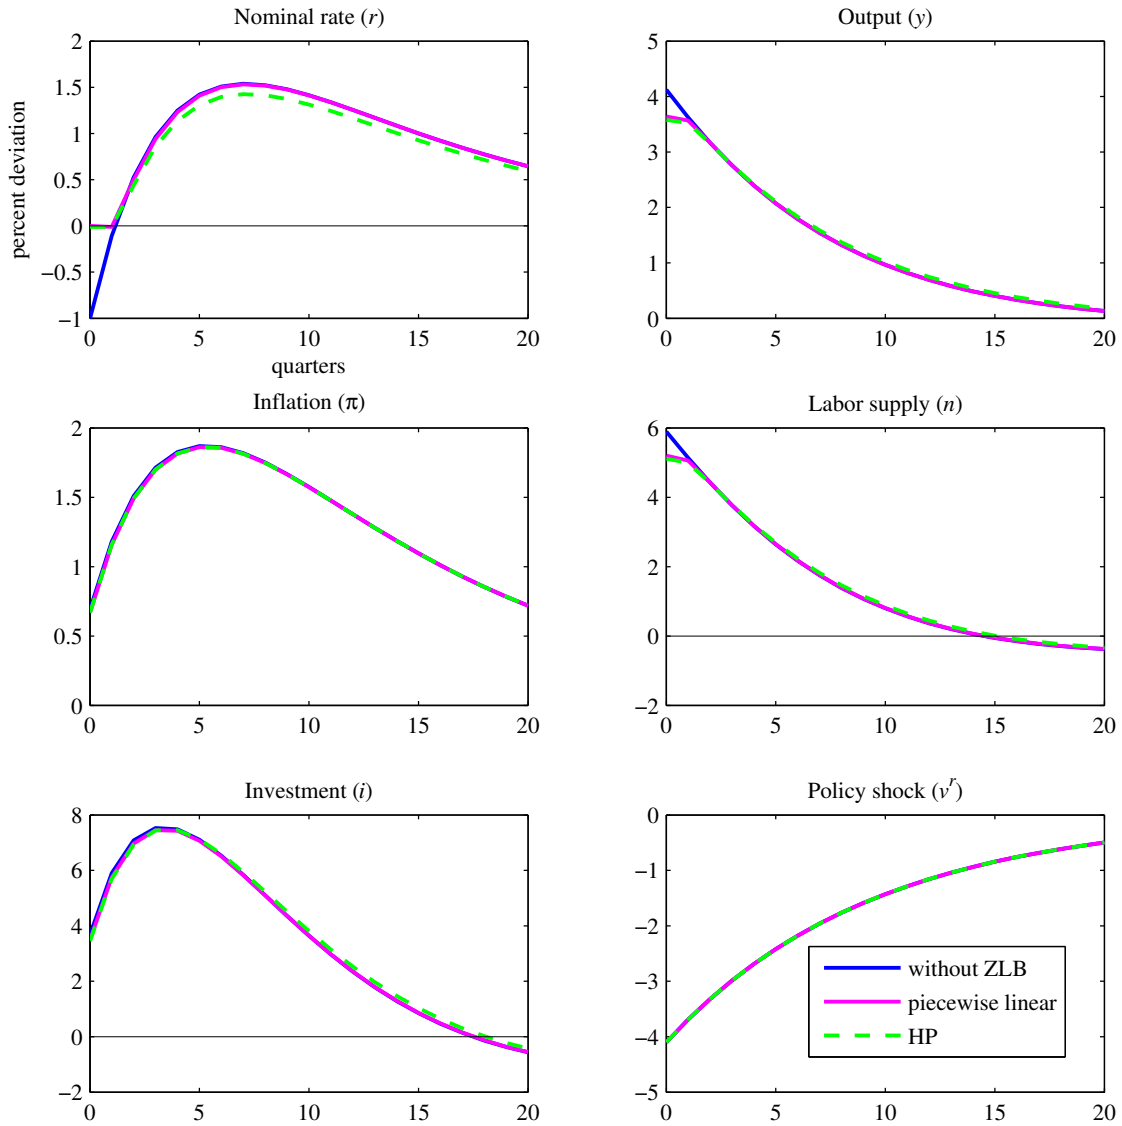 Nominal rate (r)
2
1.5
1
0.5
0
−0.5
−1
percent deviation
0 5 10 15 20
quarters
Output (y)
5
4
3
2
1
0
0 5 10 15 20
Inflation (π)
2
1.5
1
0.5
0
0 5 10 15 20
Labor supply (n)
6
4
2
0
−2
0 5 10 15 20
Investment (i)
8
6
4
2
0
−2
0 5 10 15 20
Policy shock (v^r)
0
−1
−2
−3
−4
−5
0 5 10 15 20
without ZLB
piecewise linear
HP